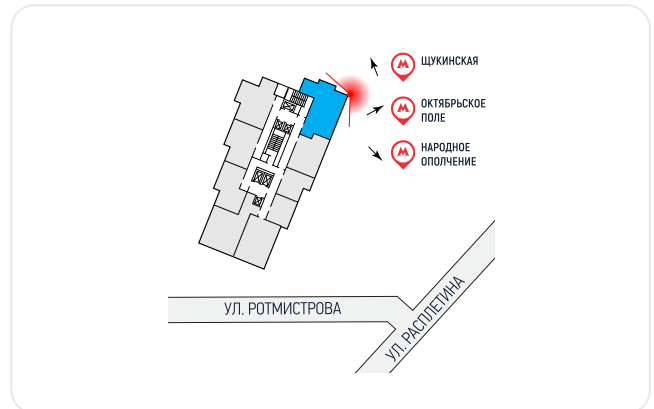 ЩУКИНСКАЯ
ОКТЯБРЬСКОЕ
ПОЛЕ
НАРОДНОЕ
ОПОЛЧЕНИЕ
УЛ. РОТМИСТРОВА
УЛ. РАСПЛЕТИНА